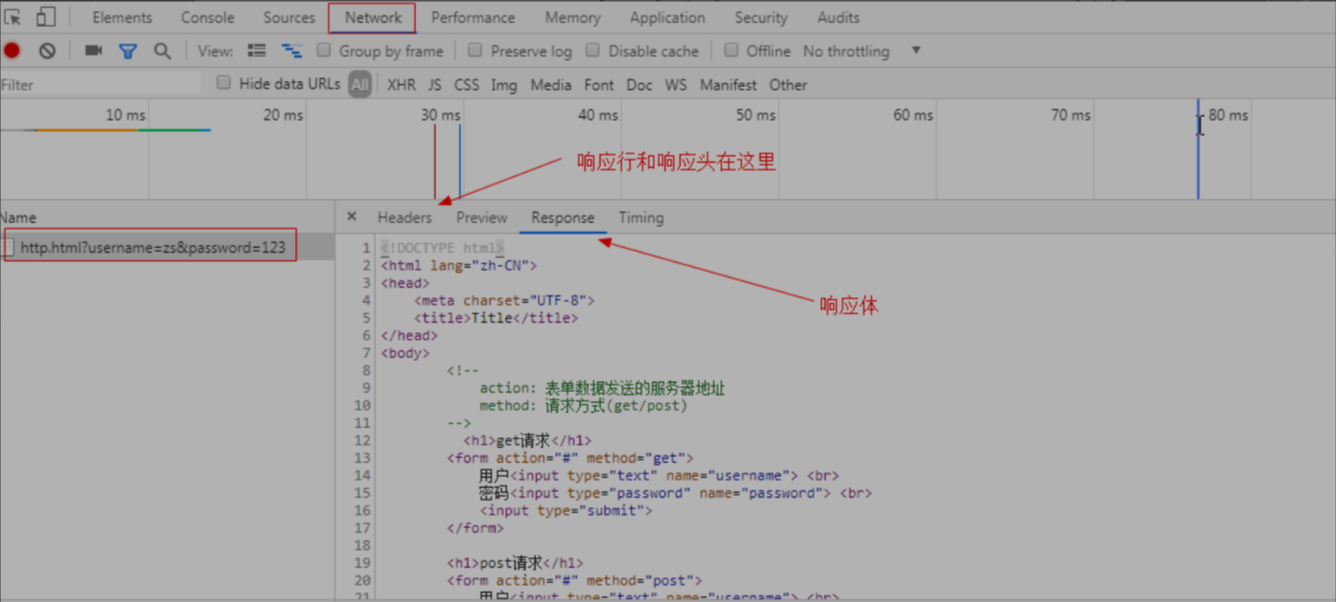 Elements Console Sources Network Performance Memory Application Security Audits
View: Group by frame Preserve log Disable cache Offline No throttling
Filter Hide data URLs All XHR JS CSS Img Media Font Doc WS Manifest Other
10 ms 20 ms 30 ms 40 ms 50 ms 60 ms 70 ms 80 ms
响应行和响应头在这里
Name
http.html?username=zs&password=123
× Headers Preview Response Timing
响应体
1 <!DOCTYPE html>
2 <html lang="zh-CN">
3 <head>
4 <meta charset="UTF-8">
5 <title>Title</title>
6 </head>
7 <body>
8 <!--
9 action: 表单数据发送的服务器地址
10 method: 请求方式(get/post)
11 -->
12 <h1>get请求</h1>
13 <form action="#" method="get">
14 用户<input type="text" name="username"> <br>
15 密码<input type="password" name="password"> <br>
16 <input type="submit">
17 </form>
18
19 <h1>post请求</h1>
20 <form action="#" method="post">
21 用户<input type="text" name="username"> <br>